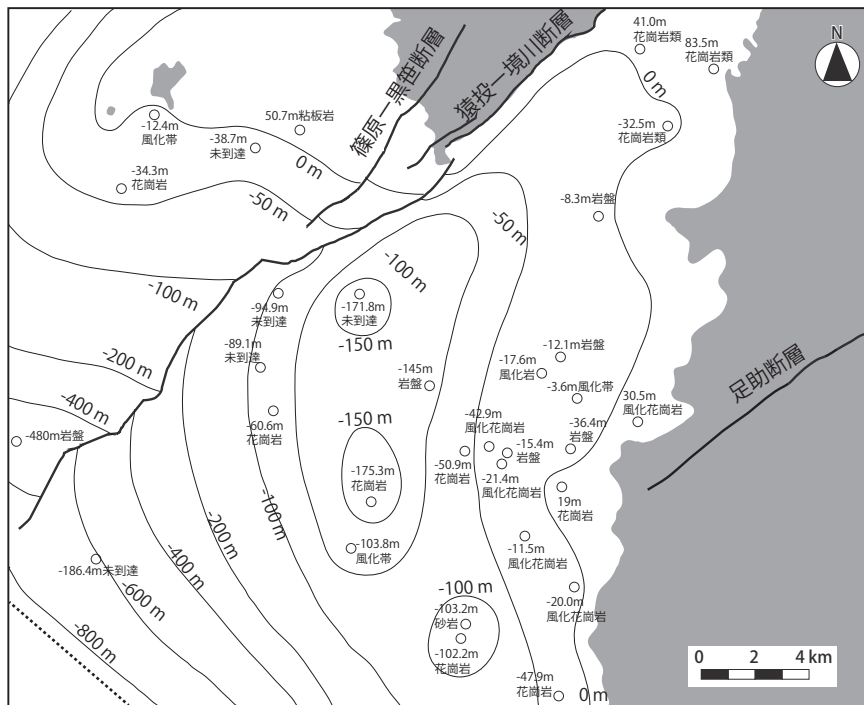 41.0m
花崗岩類
83.5m
花崗岩類
N
0 m
篠原ー黒笹断層
猿投ー境川断層
-12.4m
風化帯
50.7m粘板岩
-38.7m
未到達
-32.5m
花崗岩類
0 m
-34.3m
花崗岩
-50 m
-8.3m岩盤
-50 m
-100 m
-100 m
-94.9m
未到達
-171.8m
未到達
-150 m
-89.1m
未到達
-200 m
-145m
岩盤
-12.1m岩盤
-17.6m
風化岩
-3.6m風化帯
足助断層
-400 m
-60.6m
花崗岩
-150 m
-42.9m
風化花崗岩
30.5m
風化花崗岩
-36.4m
岩盤
-480m岩盤
-15.4m
岩盤
-50.9m
花崗岩
-21.4m
風化花崗岩
-175.3m
花崗岩
19m
花崗岩
-100 m
-200 m
-103.8m
風化帯
-11.5m
風化花崗岩
-400 m
-186.4m未到達
-600 m
-100 m
-20.0m
風化花崗岩
-103.2m
砂岩
-102.2m
花崗岩
-800 m
-47.9m
花崗岩
0 m
0 2 4 km